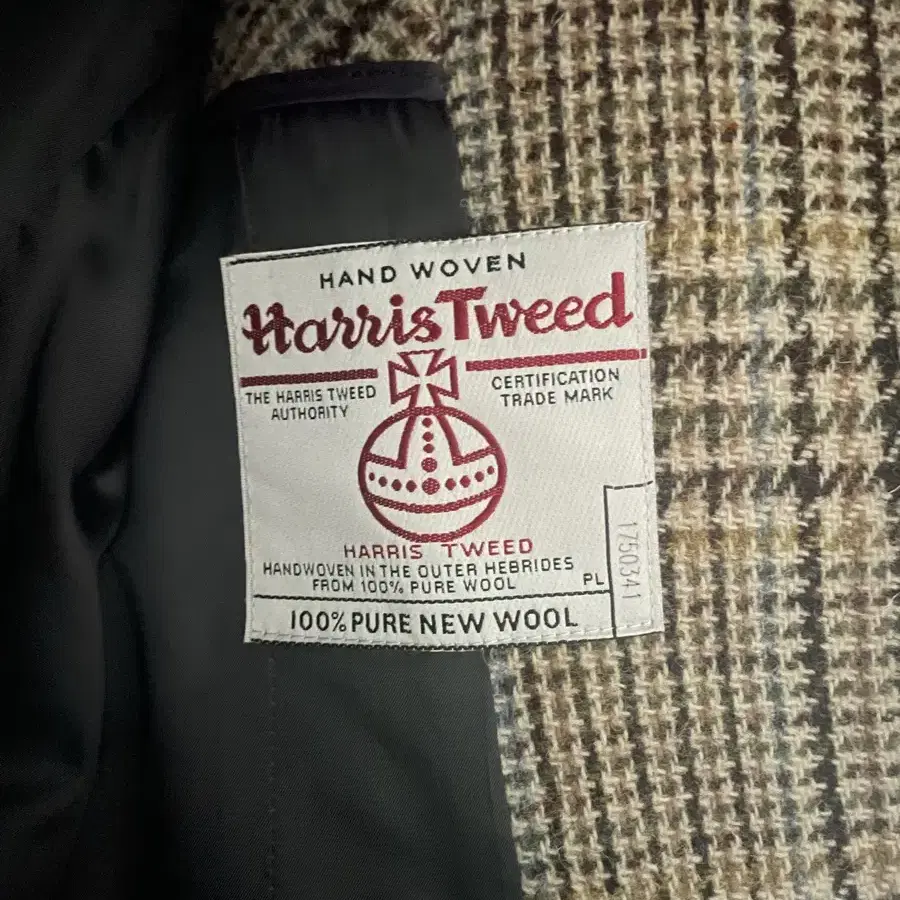 HAND WOVEN
Harris Tweed
THE HARRIS TWEED
AUTHORITY
CERTIFICATION
TRADE MARK
HARRIS TWEED
HANDWOVEN IN THE OUTER HEBRIDES
FROM 100% PURE WOOL
PL
1750341
100% PURE NEW WOOL